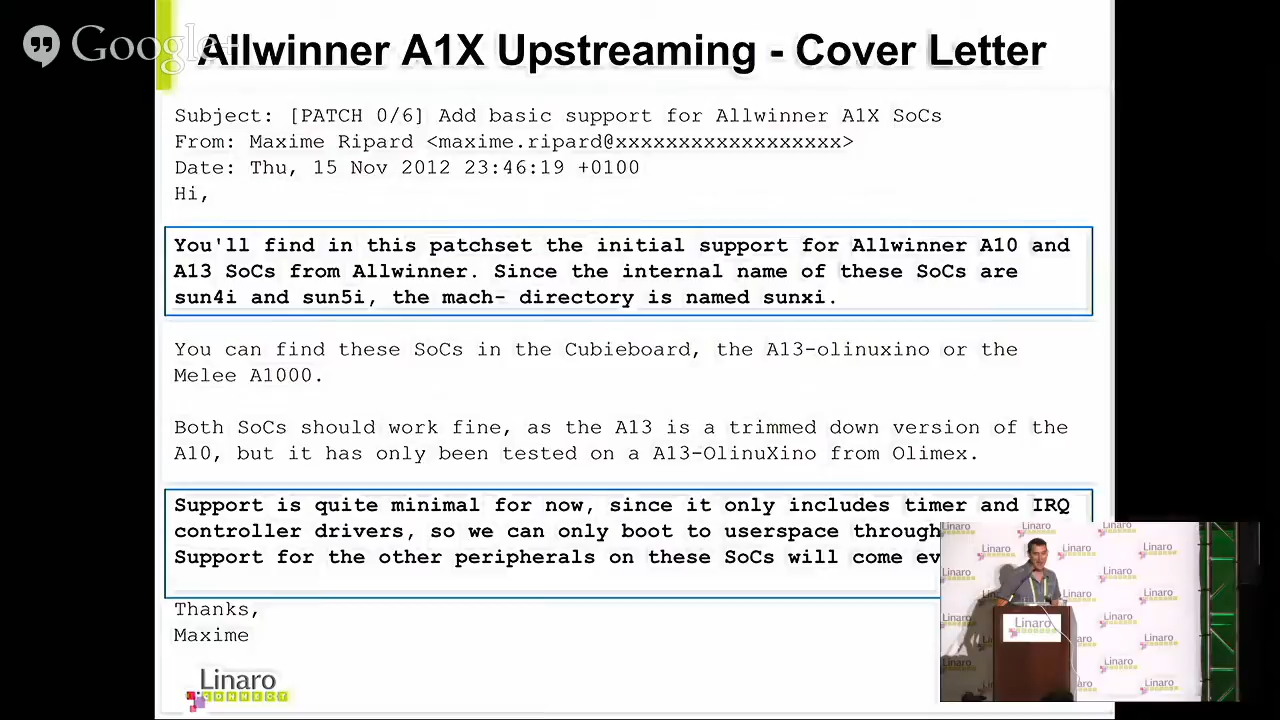 Google+
Allwinner A1X Upstreaming - Cover Letter
Subject: [PATCH 0/6] Add basic support for Allwinner A1X SoCs
From: Maxime Ripard <maxime.ripard@xxxxxxxxxxxxxxxxxx>
Date: Thu, 15 Nov 2012 23:46:19 +0100
Hi,
You'll find in this patchset the initial support for Allwinner A10 and
A13 SoCs from Allwinner. Since the internal name of these SoCs are
sun4i and sun5i, the mach- directory is named sunxi.
You can find these SoCs in the Cubieboard, the A13-olinuxino or the
Melee A1000.
Both SoCs should work fine, as the A13 is a trimmed down version of the
A10, but it has only been tested on a A13-OlinuXino from Olimex.
Support is quite minimal for now, since it only includes timer and IRQ
controller drivers, so we can only boot to userspace through
Support for the other peripherals on these SoCs will come
Thanks,
Maxime
Linaro
CONNECT
Linaro